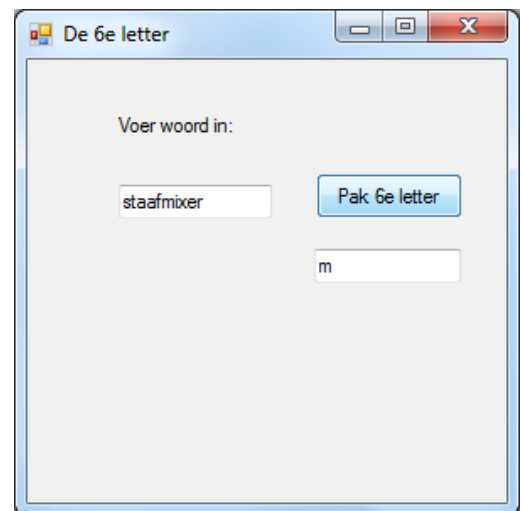 De 6e letter
Voer woord in:
staafmixer
Pak 6e letter
m